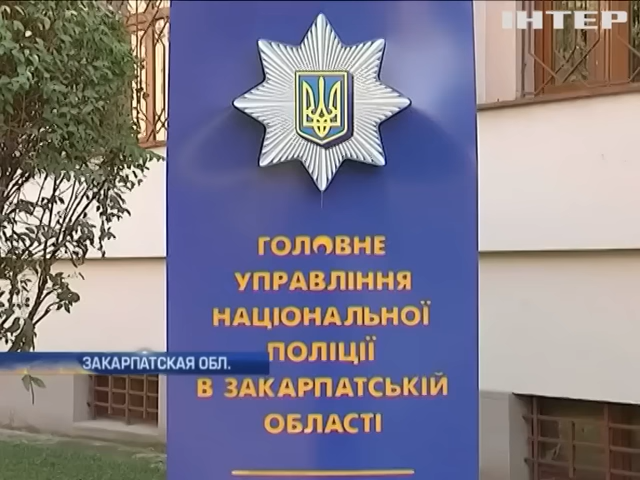 ІНТЕР
ГОЛОВНЕ
УПРАВЛІННЯ
НАЦІОНАЛЬНОЇ
ПОЛІЦІЇ
В ЗАКАРПАТСЬКІЙ
ОБЛАСТІ
ЗАКАРПАТСКАЯ ОБЛ.